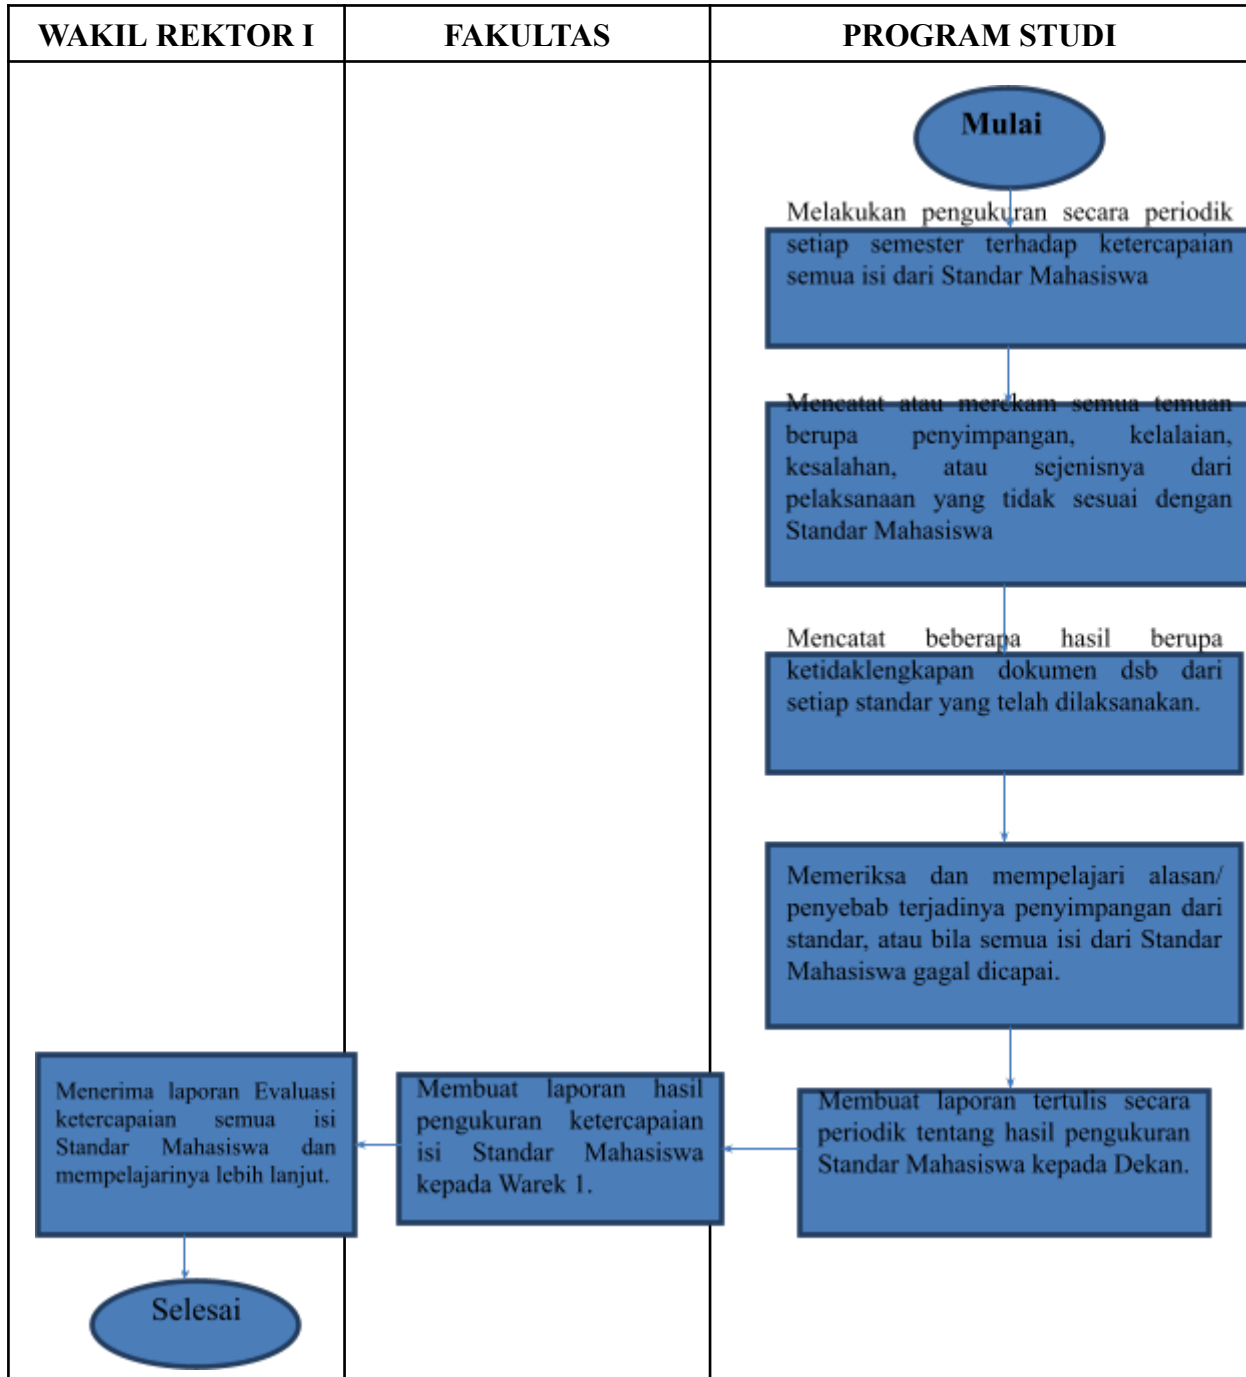 WAKIL REKTOR I
FAKULTAS
PROGRAM STUDI
Mulai
Melakukan pengukuran secara periodik
setiap semester terhadap ketercapaian
semua isi dari Standar Mahasiswa
Mencatat atau merekam semua temuan
berupa penyimpangan, kelalaian,
kesalahan, atau sejenisnya dari
pelaksanaan yang tidak sesuai dengan
Standar Mahasiswa
Mencatat beberapa hasil berupa
ketidaklengkapan dokumen dsb dari
setiap standar yang telah dilaksanakan.
Memeriksa dan mempelajari alasan/
penyebab terjadinya penyimpangan dari
standar, atau bila semua isi dari Standar
Mahasiswa gagal dicapai.
Membuat laporan tertulis secara
periodik tentang hasil pengukuran
Standar Mahasiswa kepada Dekan.
Membuat laporan hasil
pengukuran ketercapaian
isi Standar Mahasiswa
kepada Warek 1.
Menerima laporan Evaluasi
ketercapaian semua isi
Standar Mahasiswa dan
mempelajarinya lebih lanjut.
Selesai